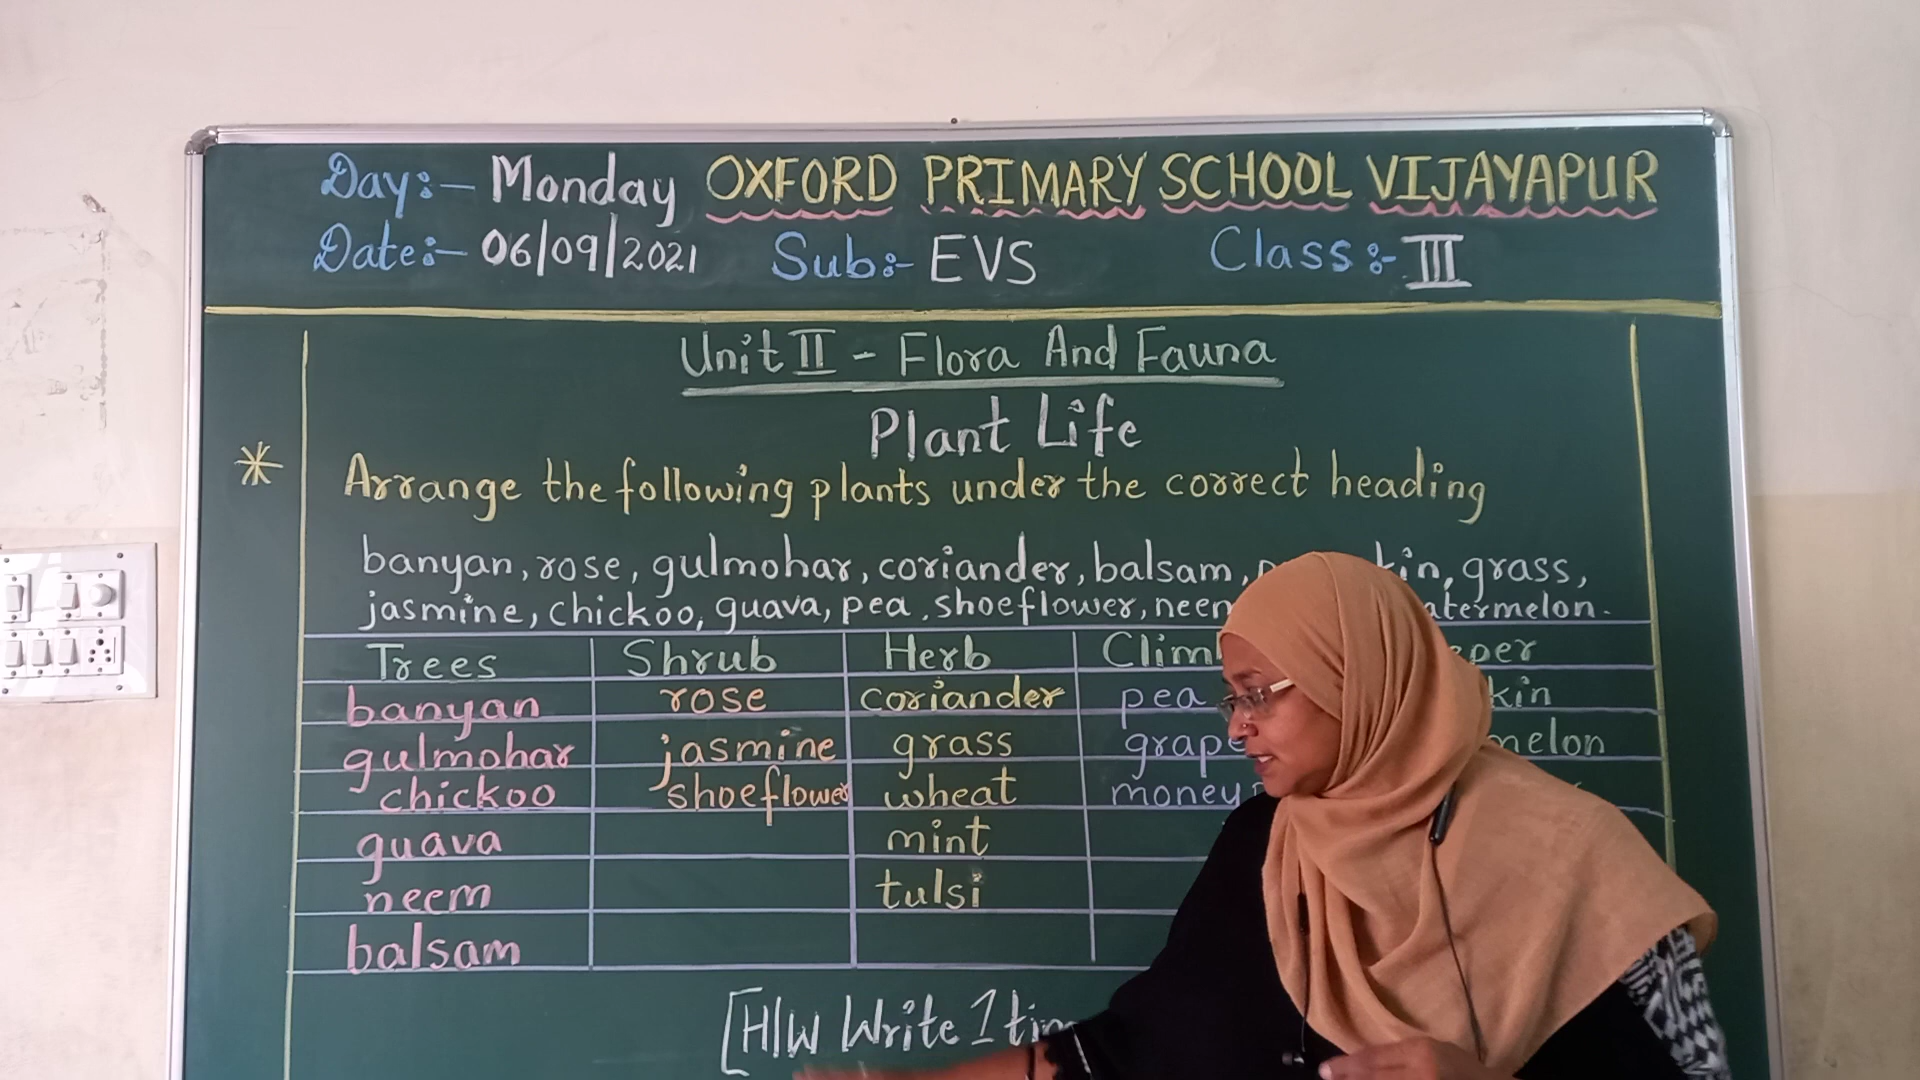 Day:- Monday OXFORD PRIMARY SCHOOL VIJAYAPUR
Date:- 06/09/2021 Sub:- EVS Class:- III
Unit II - Flora And Fauna
Plant Life
* Arrange the following plants under the correct heading
banyan, rose, gulmohar, coriander, balsam, grass,
jasmine, chickoo, guava, pea, shoeflower,
Trees Shrub Herb
banyan rose coriander pea
gulmohar jasmine grass
chickoo shoeflower wheat money
guava mint
neem tulsi
balsam
[H/W Write 1